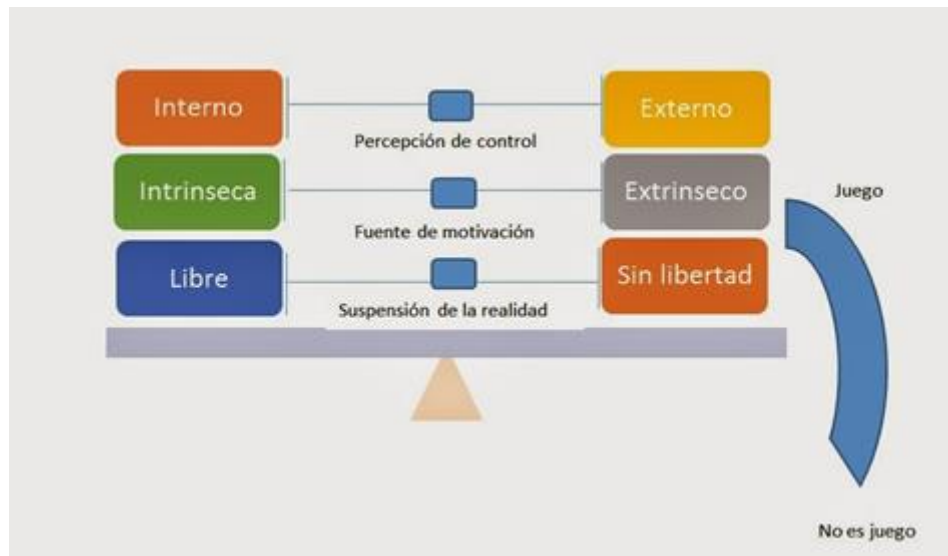 Interno
Externo
Percepción de control
Intrinseca
Extrinseco
Juego
Fuente de motivación
Libre
Sin libertad
Suspensión de la realidad
No es juego